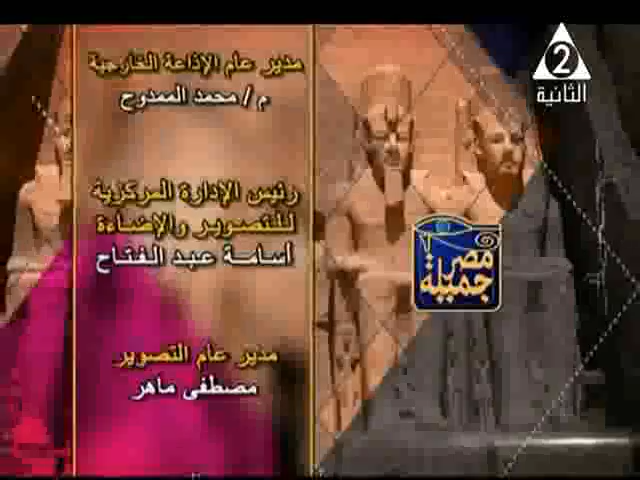 مدير عام الإذاعة الخارجية
م / محمد الممدوح
رئيس الإدارة المركزية
للتصوير والإضاءة
أسامة عبد الفتاح
مدير عام التصوير
مصطفى ماهر
مصر
جميلة
2
الثانية